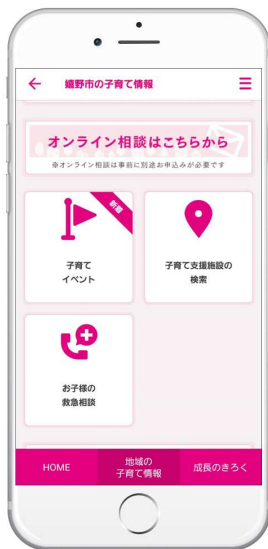 嬉野市の子育て情報
オンライン相談はこちらから
※オンライン相談は事前に別途お申込みが必要です
新着
子育て
イベント
子育て支援施設の
検索
お子様の
救急相談
HOME
地域の
子育て情報
成長のきろく